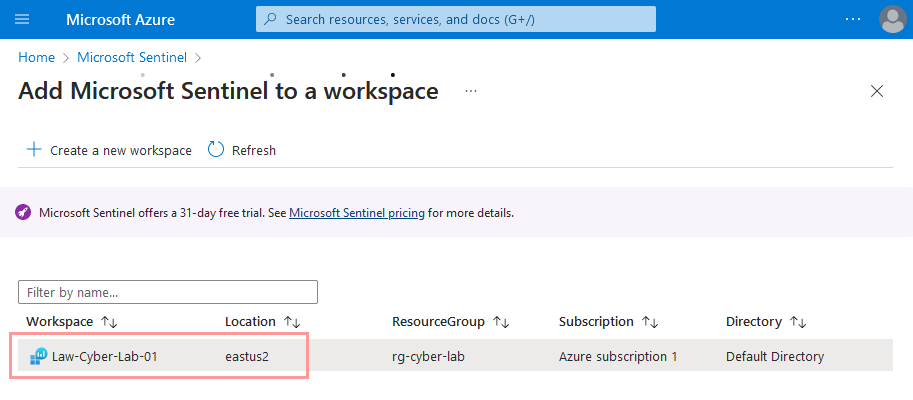 Microsoft Azure
Search resources, services, and docs (G+/)
Home > Microsoft Sentinel >
Add Microsoft Sentinel to a workspace
Create a new workspace Refresh
Microsoft Sentinel offers a 31-day free trial. See Microsoft Sentinel pricing for more details.
Filter by name...
Workspace Location ResourceGroup Subscription Directory
Law-Cyber-Lab-01 eastus2 rg-cyber-lab Azure subscription 1 Default Directory